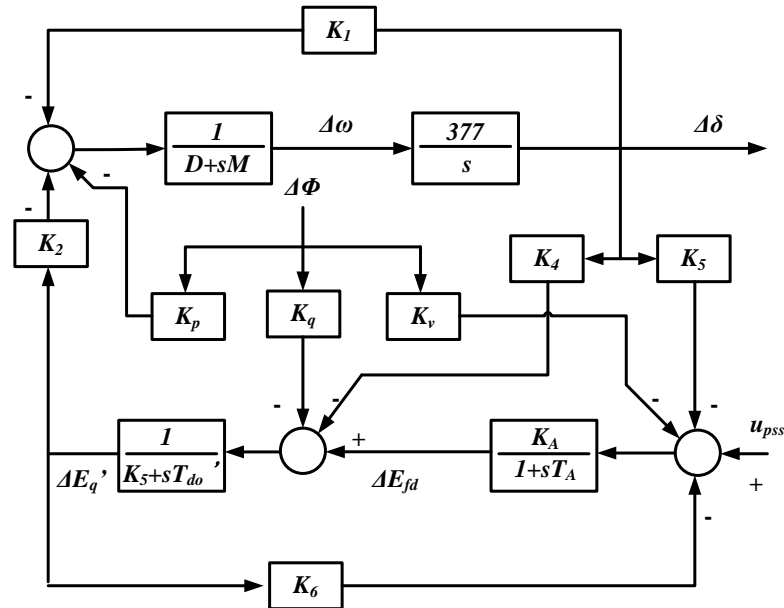 K1
-
1
D+sM
Δω
377
s
Δδ
-
-
ΔΦ
K2
K4
K5
Kp
Kq
Kv
-
-
-
-
upss
1
K5+sTdo'
+
KA
1+sTA
+
ΔEq'
ΔEfd
-
K6